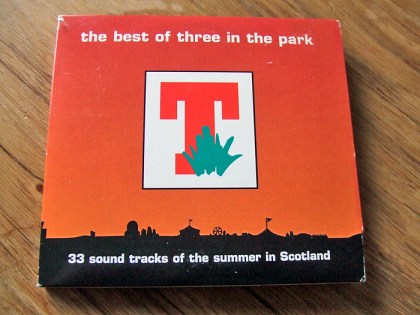 the best of three in the park
T
33 sound tracks of the summer in Scotland